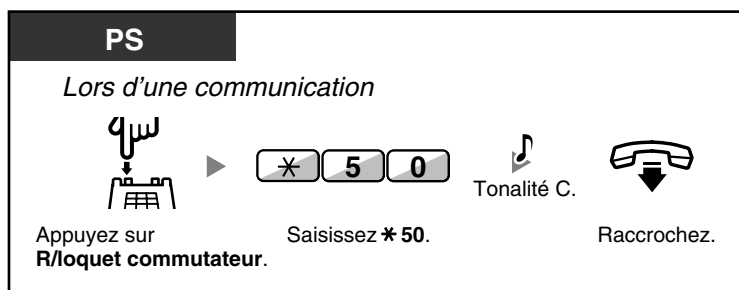 PS
Lors d'une communication
* 5 0
Tonalité C.
Appuyez sur
R/loquet commutateur.
Saisissez * 50.
Raccrochez.